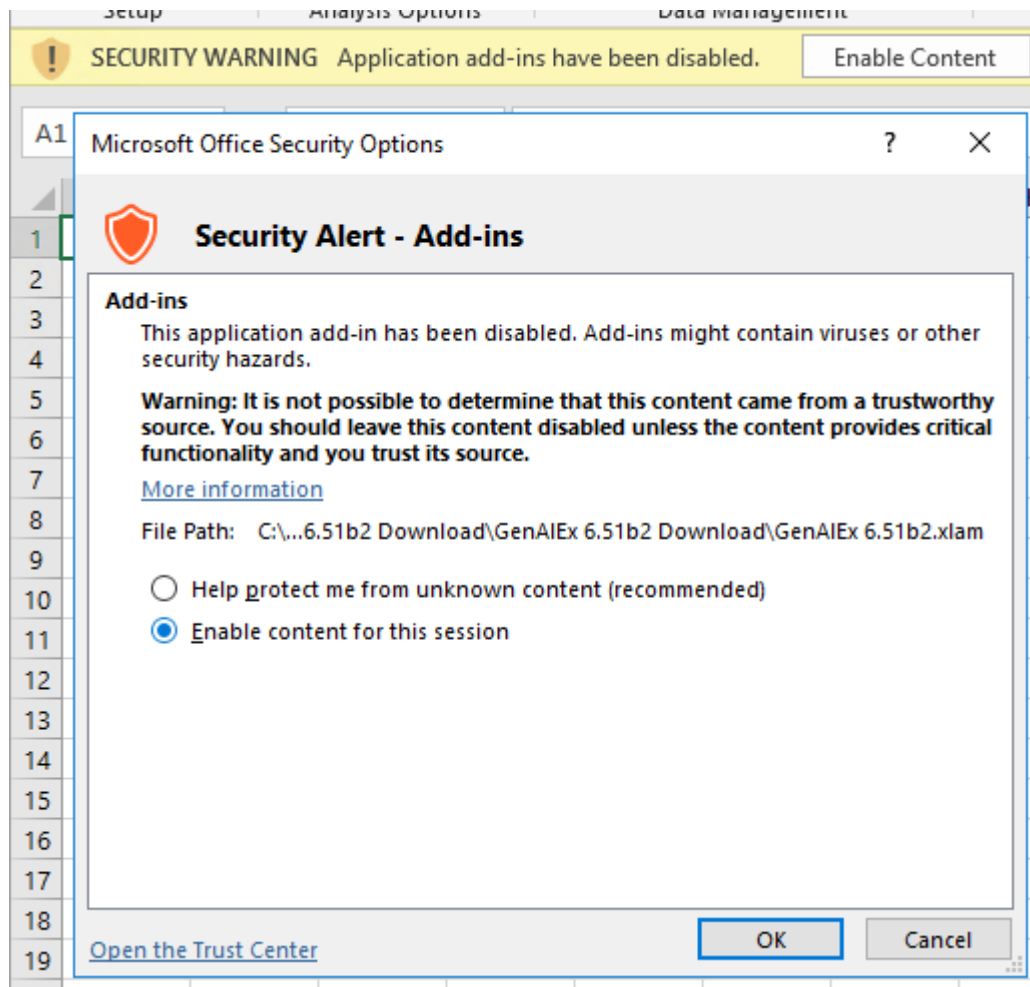 Setup Analysis Options Data Management
SECURITY WARNING Application add-ins have been disabled. Enable Content
A1
Microsoft Office Security Options ?
Security Alert - Add-ins
Add-ins
This application add-in has been disabled. Add-ins might contain viruses or other
security hazards.
Warning: It is not possible to determine that this content came from a trustworthy
source. You should leave this content disabled unless the content provides critical
functionality and you trust its source.
More information
File Path: C:\...6.51b2 Download\GenAlEx 6.51b2 Download\GenAlEx 6.51b2.xlam
Help protect me from unknown content (recommended)
Enable content for this session
OK Cancel
Open the Trust Center
1
2
3
4
5
6
7
8
9
10
11
12
13
14
15
16
17
18
19